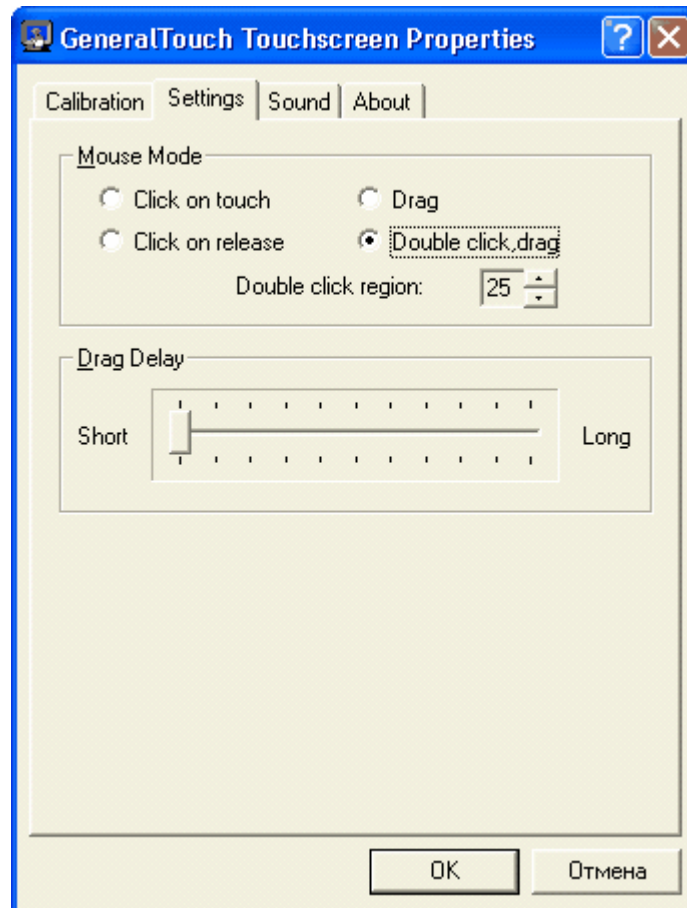 GeneralTouch Touchscreen Properties
Calibration Settings Sound About
Mouse Mode
Click on touch Drag
Click on release Double click,drag
Double click region: 25
Drag Delay
Short Long
OK Отмена